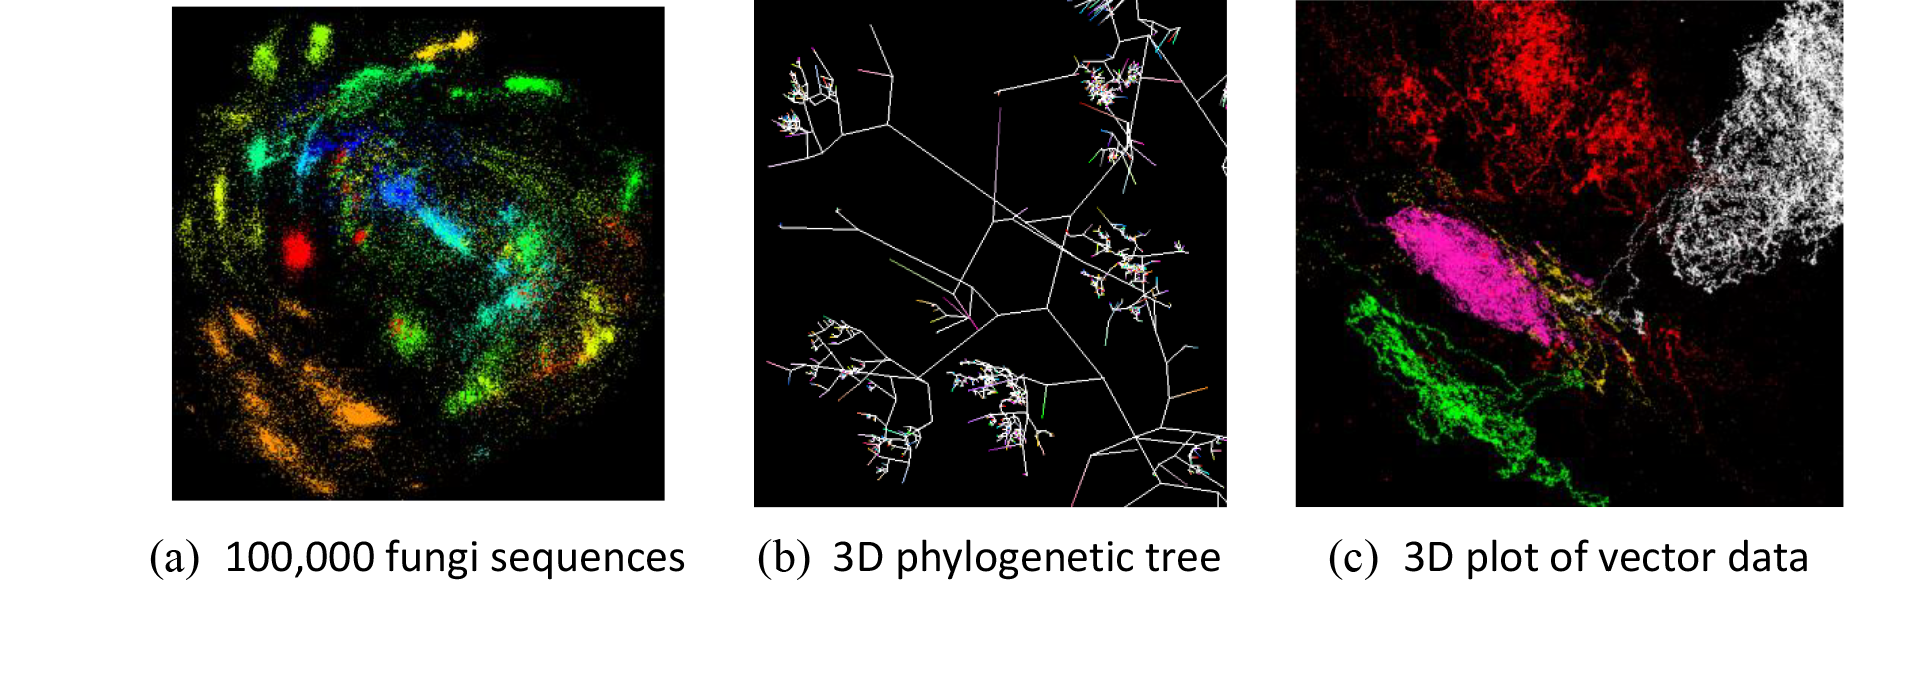 (a) 100,000 fungi sequences
(b) 3D phylogenetic tree
(c) 3D plot of vector data